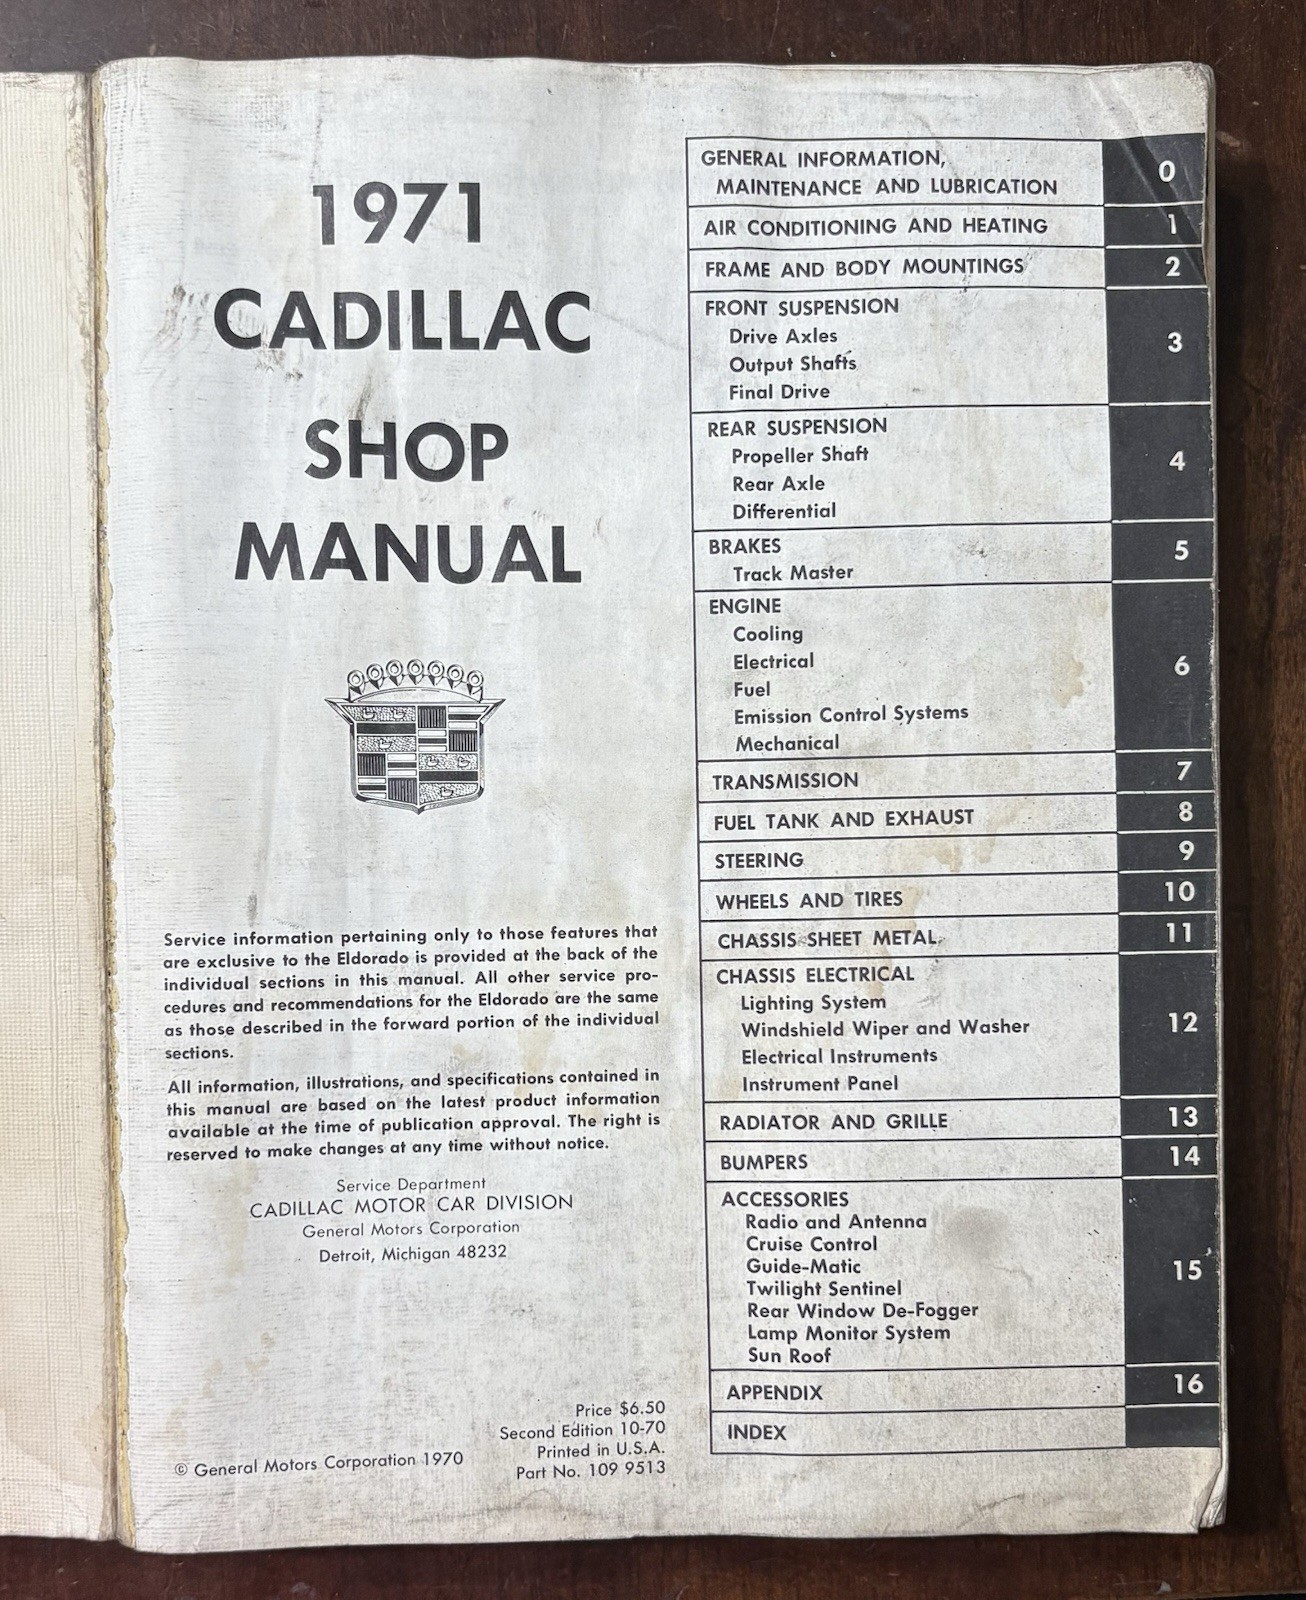 1971
CADILLAC
SHOP
MANUAL
Service information pertaining only to those features that
are exclusive to the Eldorado is provided at the back of the
individual sections in this manual. All other service pro-
cedures and recommendations for the Eldorado are the same
as those described in the forward portion of the individual
sections.
All information, illustrations, and specifications contained in
this manual are based on the latest product information
available at the time of publication approval. The right is
reserved to make changes at any time without notice.
Service Department
CADILLAC MOTOR CAR DIVISION
General Motors Corporation
Detroit, Michigan 48232
Price $6.50
Second Edition 10-70
Printed in U.S.A.
Part No. 109 9513
© General Motors Corporation 1970
GENERAL INFORMATION,
MAINTENANCE AND LUBRICATION 0
AIR CONDITIONING AND HEATING 1
FRAME AND BODY MOUNTINGS 2
FRONT SUSPENSION
Drive Axles 3
Output Shafts
Final Drive
REAR SUSPENSION
Propeller Shaft 4
Rear Axle
Differential
BRAKES 5
Track Master
ENGINE
Cooling
Electrical 6
Fuel
Emission Control Systems
Mechanical
TRANSMISSION 7
FUEL TANK AND EXHAUST 8
STEERING 9
WHEELS AND TIRES 10
CHASSIS SHEET METAL 11
CHASSIS ELECTRICAL
Lighting System
Windshield Wiper and Washer 12
Electrical Instruments
Instrument Panel
RADIATOR AND GRILLE 13
BUMPERS 14
ACCESSORIES
Radio and Antenna
Cruise Control
Guide-Matic 15
Twilight Sentinel
Rear Window De-Fogger
Lamp Monitor System
Sun Roof
APPENDIX 16
INDEX